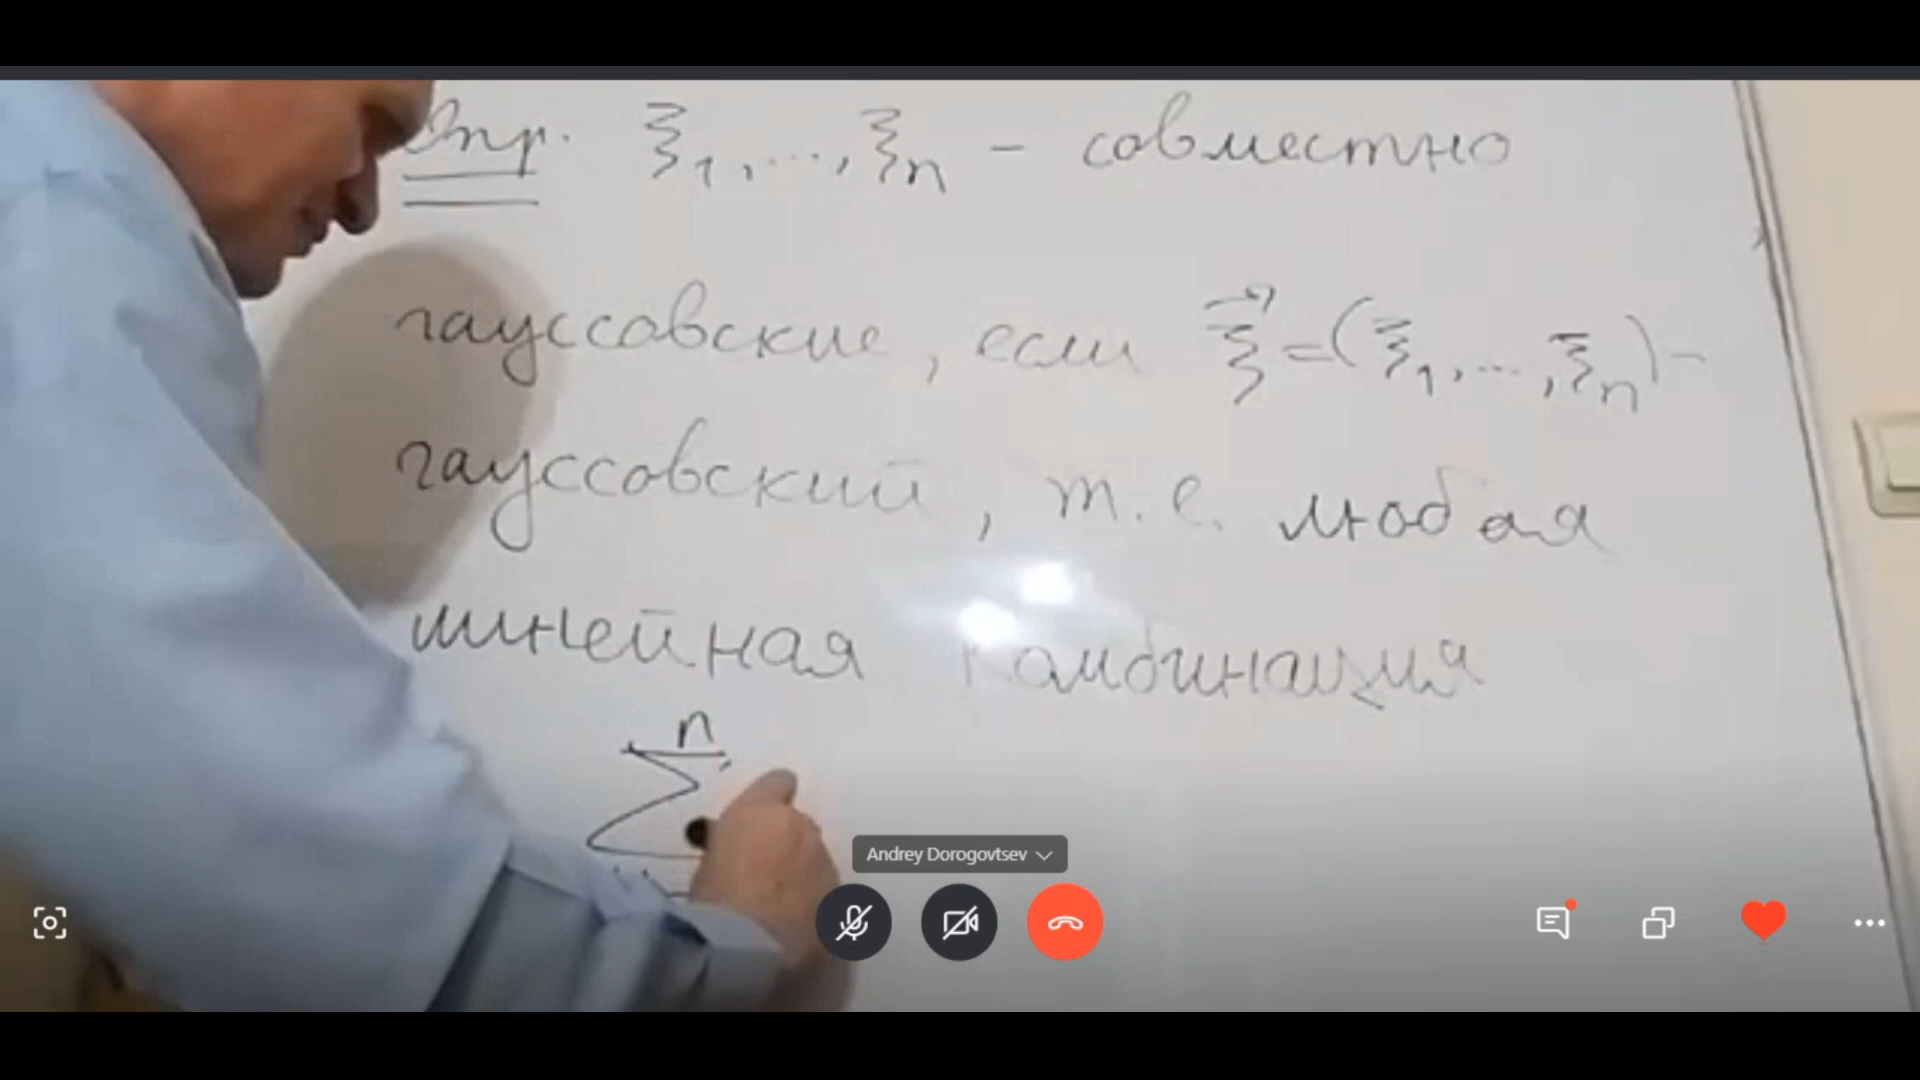 Опр. ξ₁,...,ξₙ – совместно
гауссовские, если ξ⃗=(ξ₁,...,ξₙ)–
гауссовский, т.е. любая
линейная комбинация
n
Σ
Andrey Dorogovtsev